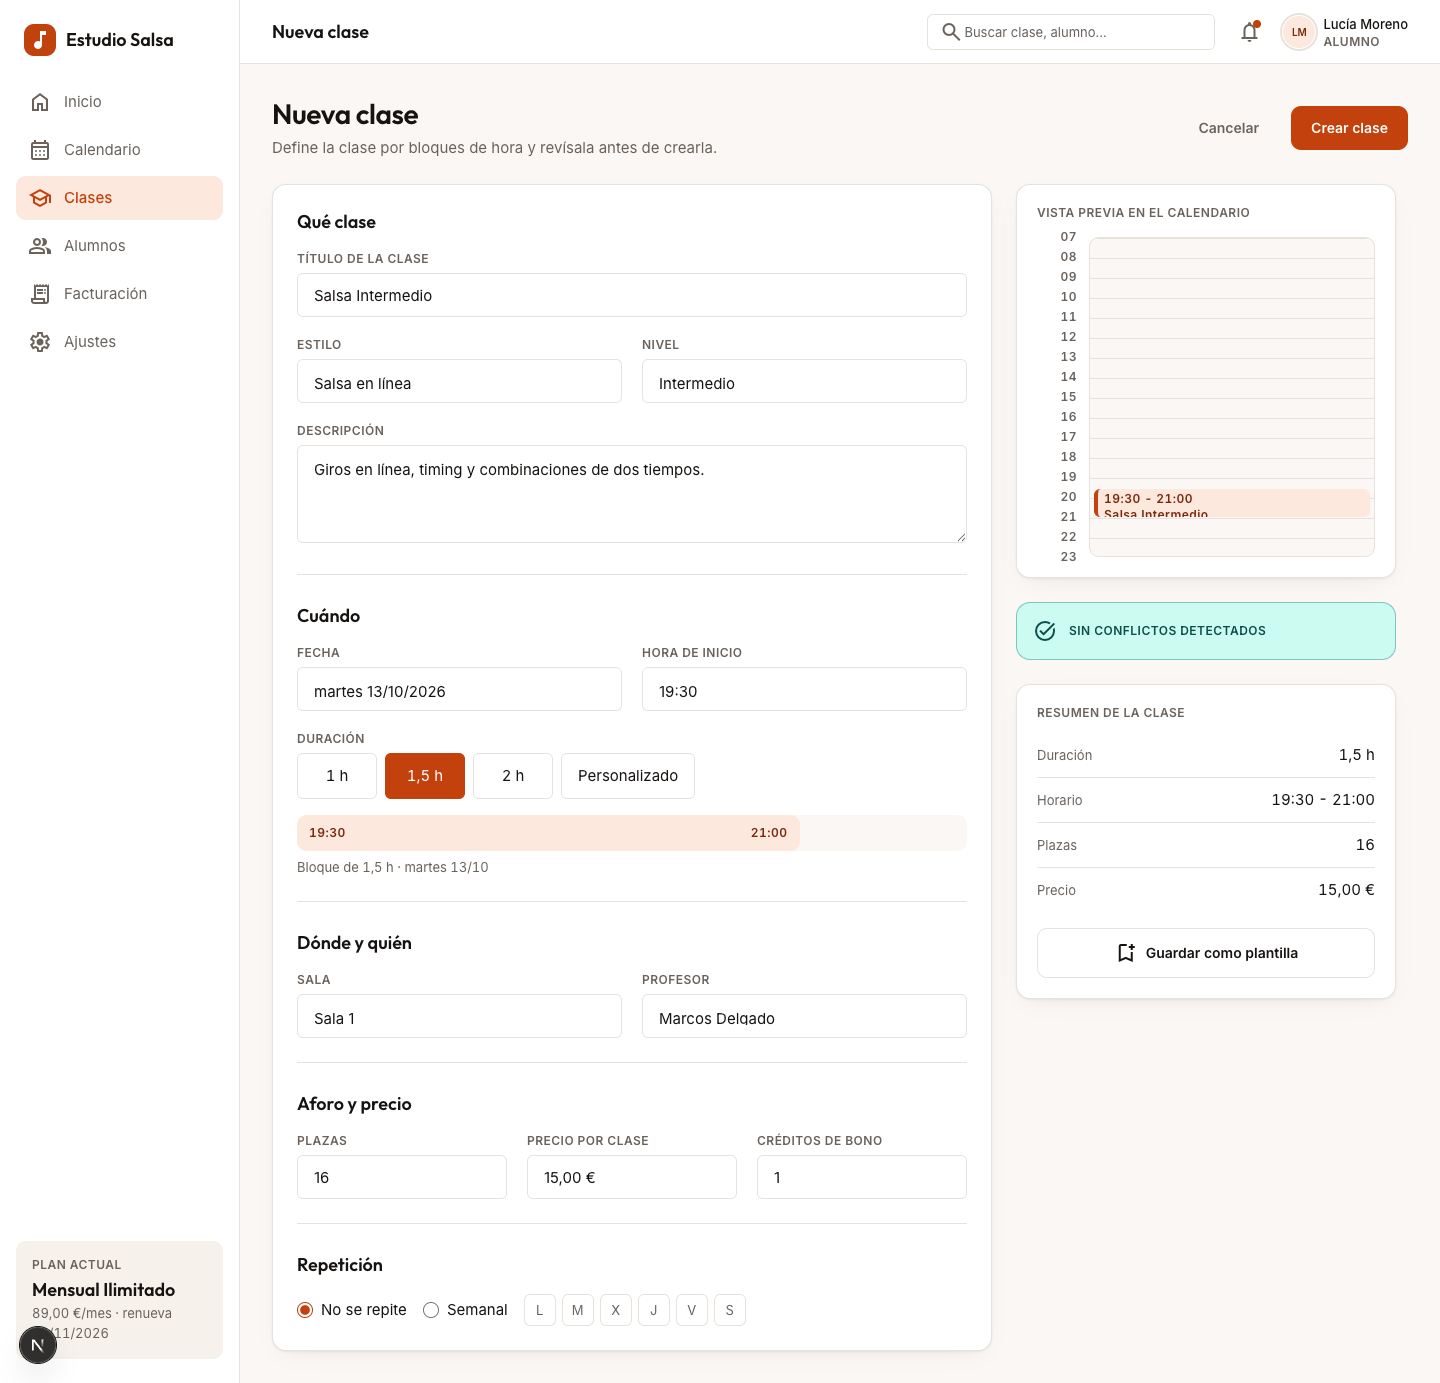 Estudio Salsa
Inicio
Calendario
Clases
Alumnos
Facturación
Ajustes
PLAN ACTUAL
Mensual Ilimitado
89,00 €/mes · renueva
/11/2026
N
Nueva clase
Buscar clase, alumno...
LM
Lucía Moreno
ALUMNO
Nueva clase
Define la clase por bloques de hora y revísala antes de crearla.
Cancelar
Crear clase
Qué clase
TÍTULO DE LA CLASE
Salsa Intermedio
ESTILO
NIVEL
Salsa en línea
Intermedio
DESCRIPCIÓN
Giros en línea, timing y combinaciones de dos tiempos.
Cuándo
FECHA
HORA DE INICIO
martes 13/10/2026
19:30
DURACIÓN
1 h
1,5 h
2 h
Personalizado
19:30
21:00
Bloque de 1,5 h · martes 13/10
Dónde y quién
SALA
PROFESOR
Sala 1
Marcos Delgado
Aforo y precio
PLAZAS
PRECIO POR CLASE
CRÉDITOS DE BONO
16
15,00 €
1
Repetición
No se repite
Semanal
L
M
X
J
V
S
VISTA PREVIA EN EL CALENDARIO
07
08
09
10
11
12
13
14
15
16
17
18
19
20
21
22
23
19:30 - 21:00
Salsa Intermedio
SIN CONFLICTOS DETECTADOS
RESUMEN DE LA CLASE
Duración
1,5 h
Horario
19:30 - 21:00
Plazas
16
Precio
15,00 €
Guardar como plantilla